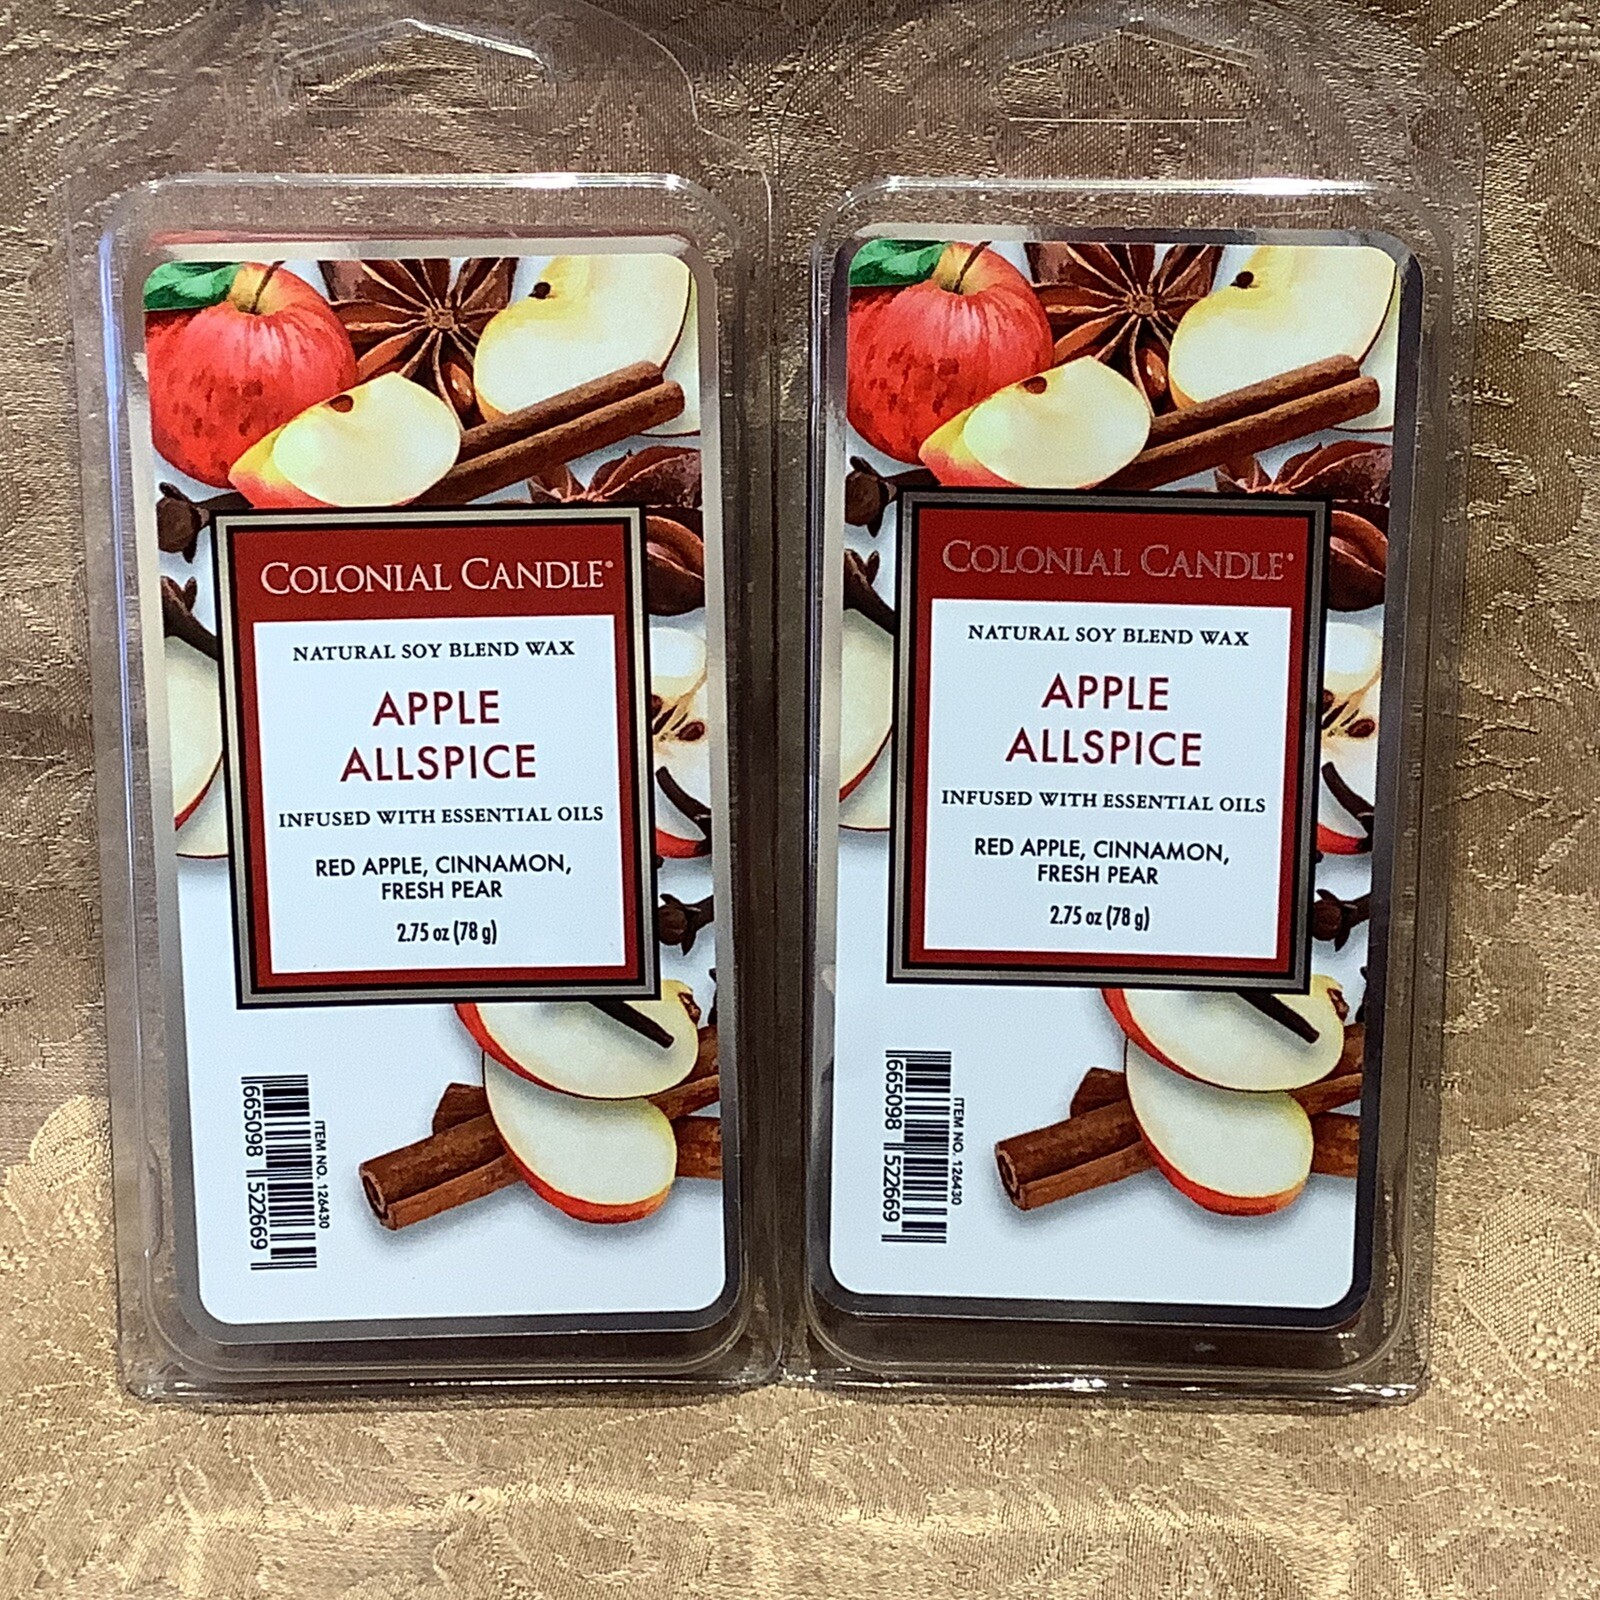 COLONIAL CANDLE®
NATURAL SOY BLEND WAX
APPLE
ALLSPICE
INFUSED WITH ESSENTIAL OILS
RED APPLE, CINNAMON,
FRESH PEAR
2.75 oz (78 g)
ITEM NO. 126430
665098 522669
COLONIAL CANDLE®
NATURAL SOY BLEND WAX
APPLE
ALLSPICE
INFUSED WITH ESSENTIAL OILS
RED APPLE, CINNAMON,
FRESH PEAR
2.75 oz (78 g)
ITEM NO. 126430
665098 522669